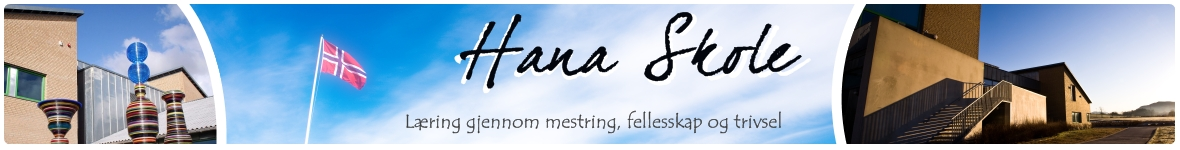 Hana Skole
Læring gjennom mestring, fellesskap og trivsel